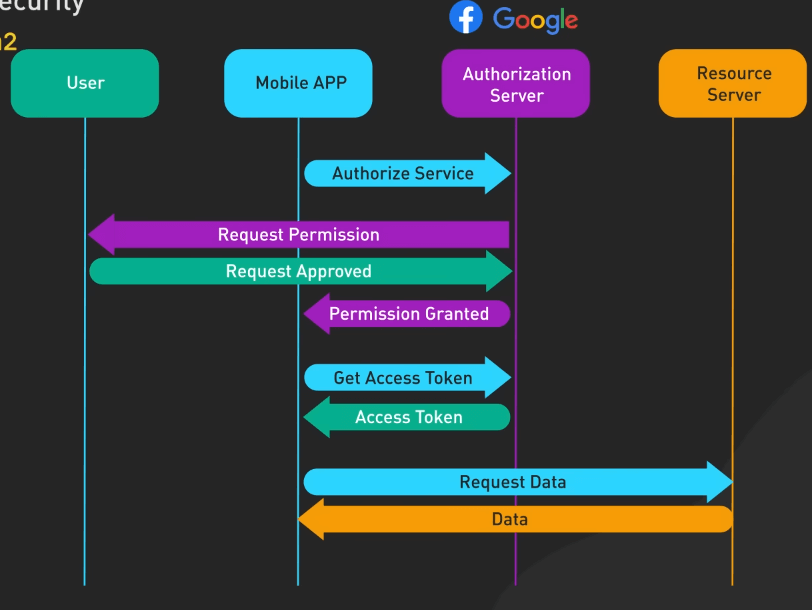 ecurity
2
Google
User
Mobile APP
Authorization
Server
Resource
Server
Authorize Service
Request Permission
Request Approved
Permission Granted
Get Access Token
Access Token
Request Data
Data